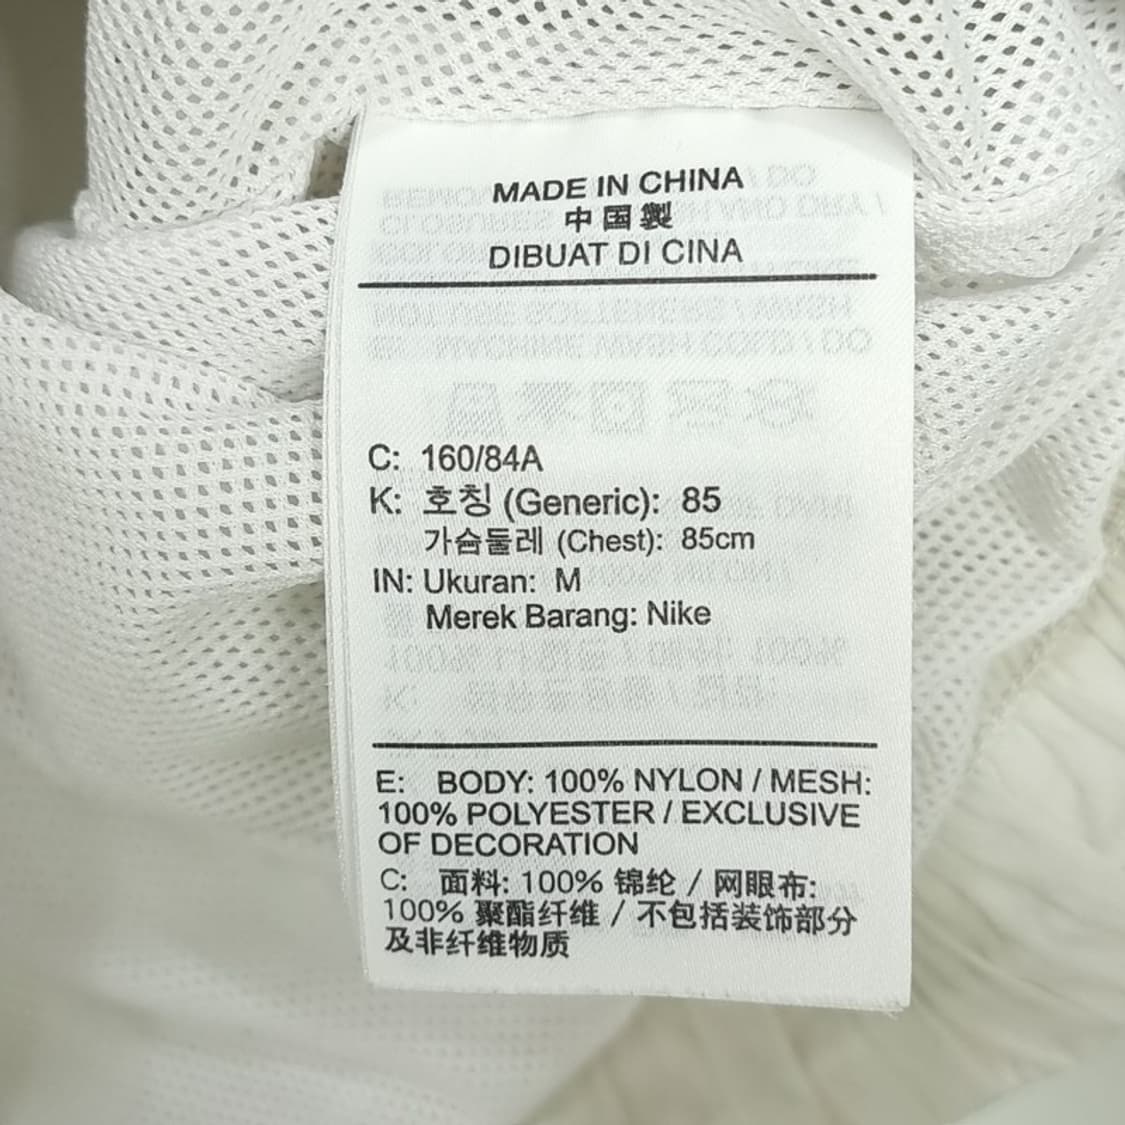 MADE IN CHINA
中国製
DIBUAT DI CINA
C: 160/84A
K: 호칭 (Generic): 85
가슴둘레 (Chest): 85cm
IN: Ukuran: M
Merek Barang: Nike
E: BODY: 100% NYLON / MESH:
100% POLYESTER / EXCLUSIVE
OF DECORATION
C: 面料: 100% 锦纶 / 网眼布:
100% 聚酯纤维 / 不包括装饰部分
及非纤维物质